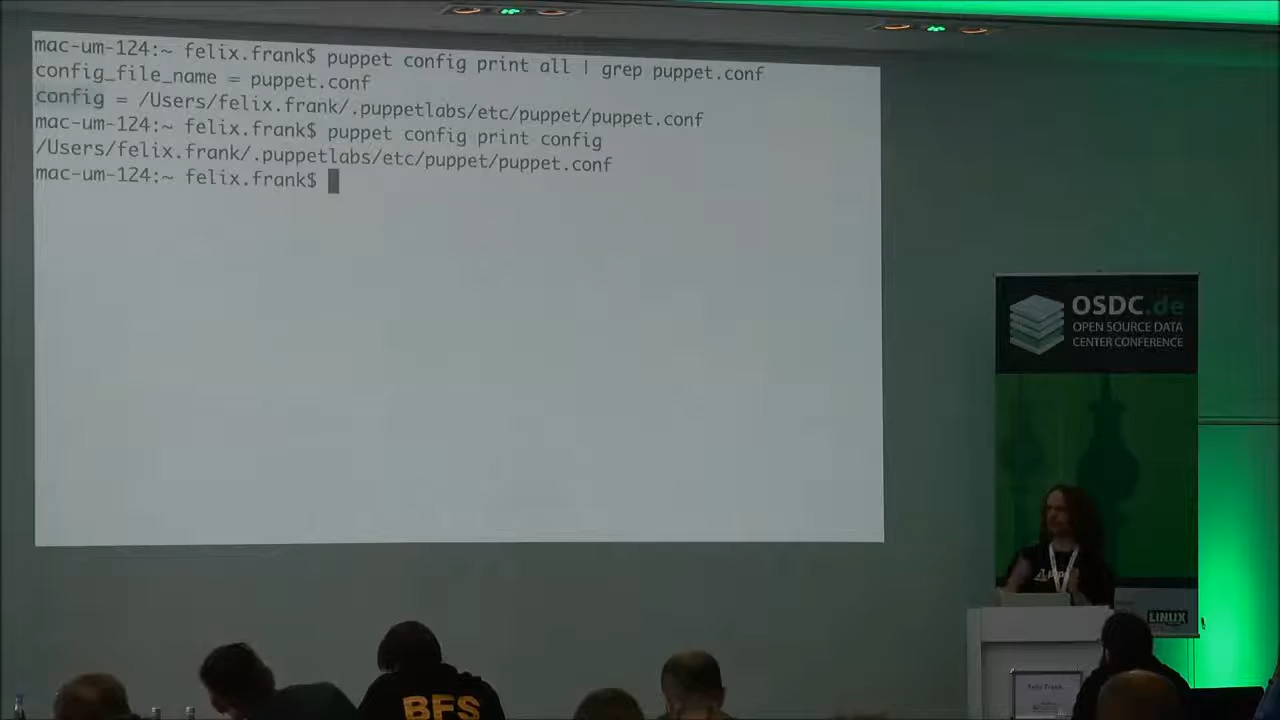 mac-um-124:~ felix.frank$ puppet config print all | grep puppet.conf
config_file_name = puppet.conf
config = /Users/felix.frank/.puppetlabs/etc/puppet/puppet.conf
mac-um-124:~ felix.frank$ puppet config print config
/Users/felix.frank/.puppetlabs/etc/puppet/puppet.conf
mac-um-124:~ felix.frank$
OSDC.de
OPEN SOURCE DATA
CENTER CONFERENCE
LINUX
Felix Frank
BFS